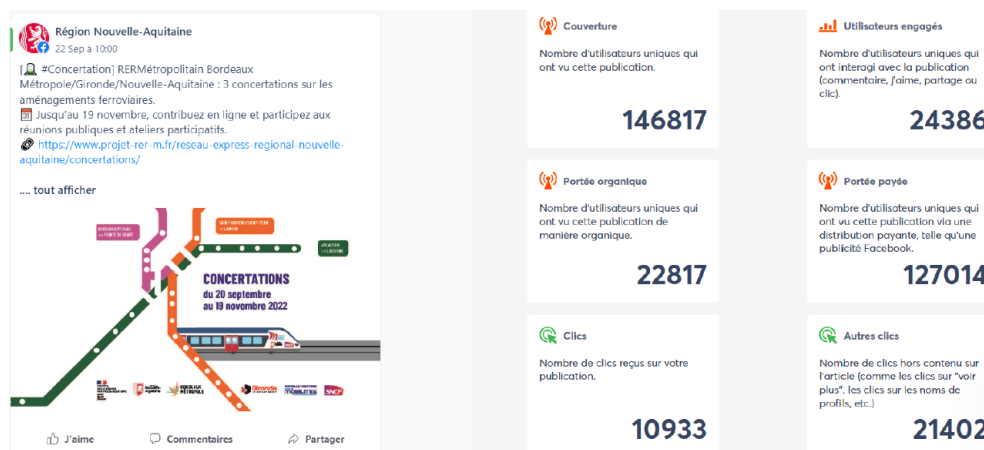 Région Nouvelle-Aquitaine
22 Sep à 10:00
[ #Concertation] RERMétropolitain Bordeaux
Métropole/Gironde/Nouvelle-Aquitaine : 3 concertations sur les
aménagements ferroviaires.
Jusqu'au 19 novembre, contribuez en ligne et participez aux
réunions publiques et ateliers participatifs.
https://www.projet-rer-m.fr/reseau-express-regional-nouvelle-
aquitaine/concertations/
.... tout afficher
CONCERTATIONS
du 20 septembre
au 19 novembre 2022
BORDEAUX
MÉTROPOLE
Gironde
MOBILITÉS
SNCF
J'aime
Commentaires
Partager
Couverture
Nombre d'utilisateurs uniques qui
ont vu cette publication.
146817
Utilisateurs engagés
Nombre d'utilisateurs uniques qui
ont interagi avec la publication
(commentaire, j'aime, partage ou
clic).
24386
Portée organique
Nombre d'utilisateurs uniques qui
ont vu cette publication de
manière organique.
22817
Portée payée
Nombre d'utilisateurs uniques qui
ont vu cette publication via une
distribution payante, telle qu'une
publicité Facebook.
127014
Clics
Nombre de clics reçus sur votre
publication.
10933
Autres clics
Nombre de clics hors contenu sur
l'article (comme les clics sur "voir
plus", les clics sur les noms de
profils, etc.)
21402